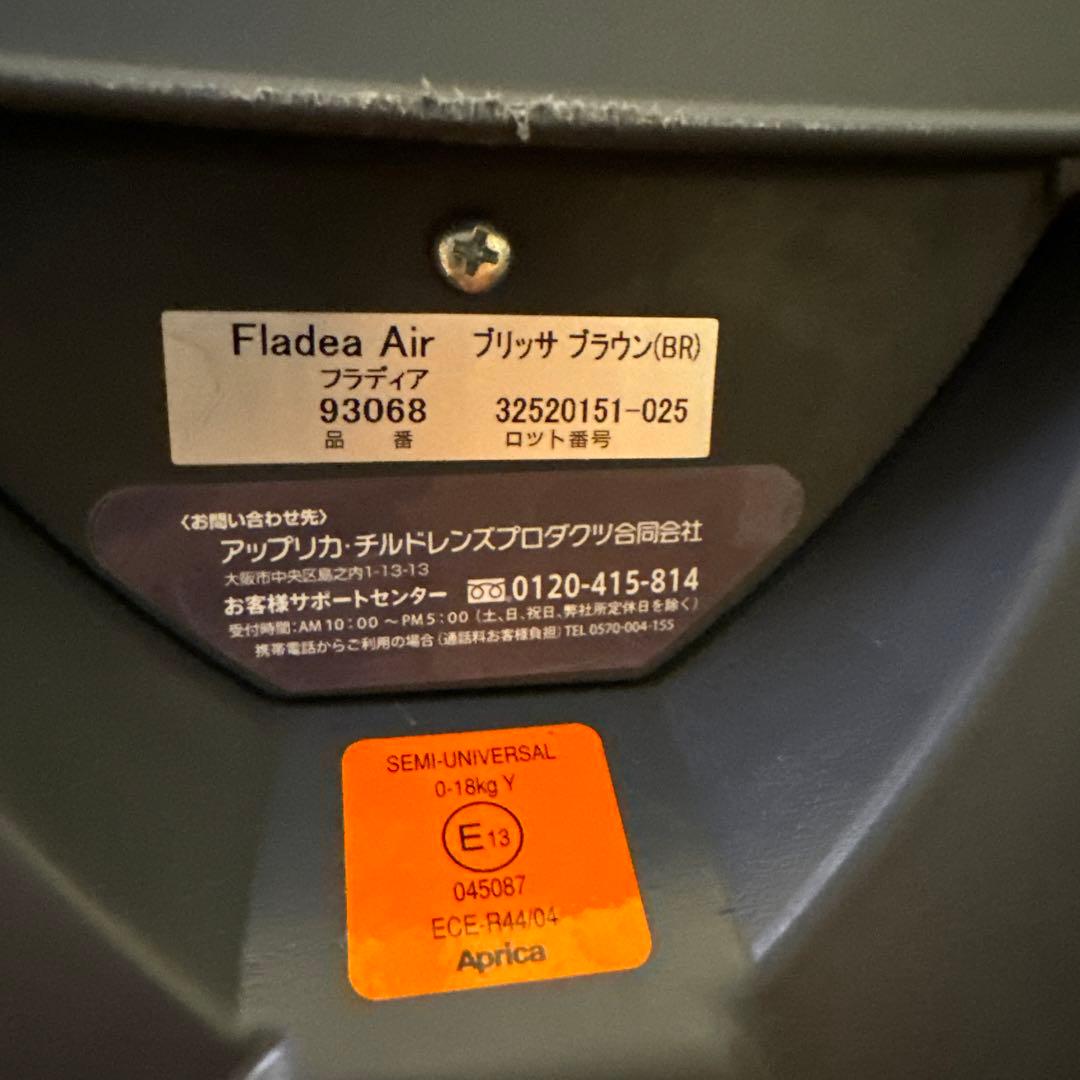 Fladea Air ブリッサ ブラウン(BR)
フラディア
93068 32520151-025
品 番 ロット番号
〈お問い合わせ先〉
アップリカ・チルドレンズプロダクツ合同会社
大阪市中央区島之内1-13-13
お客様サポートセンター 0120-415-814
受付時間:AM10:00～PM5:00(土、日、祝日、弊社所定休日を除く)
携帯電話からご利用の場合(通話料お客様負担)TEL 0570-004-155
SEMI-UNIVERSAL
0-18kg Y
E13
045087
ECE-R44/04
Aprica